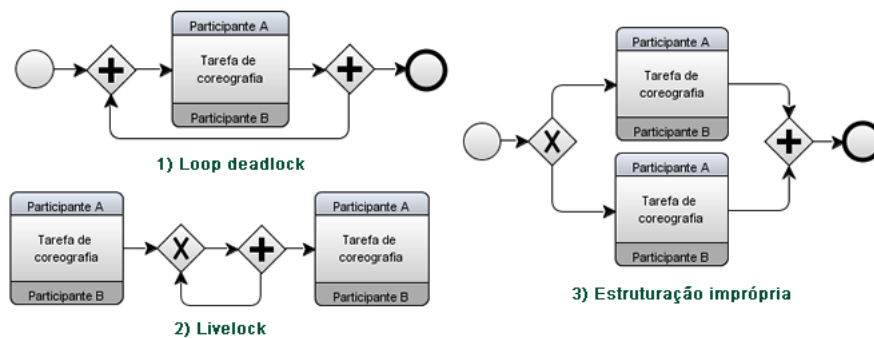 Participante A
Tarefa de
coreografia
Participante B
1) Loop deadlock
Participante A
Tarefa de
coreografia
Participante B
X
Participante A
Tarefa de
coreografia
Participante B
2) Livelock
X
Participante A
Tarefa de
coreografia
Participante B
Participante A
Tarefa de
coreografia
Participante B
3) Estruturação imprópria